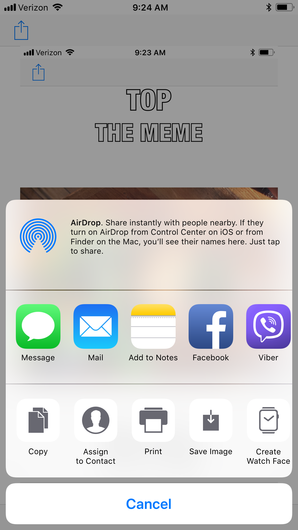 Verizon 9:24 AM
Verizon 9:23 AM
TOP
THE MEME
AirDrop. Share instantly with people nearby. If they
turn on AirDrop from Control Center on iOS or from
Finder on the Mac, you'll see their names here. Just tap
to share.
Message Mail Add to Notes Facebook Viber
Copy Assign to Contact Print Save Image Create Watch Face
Cancel